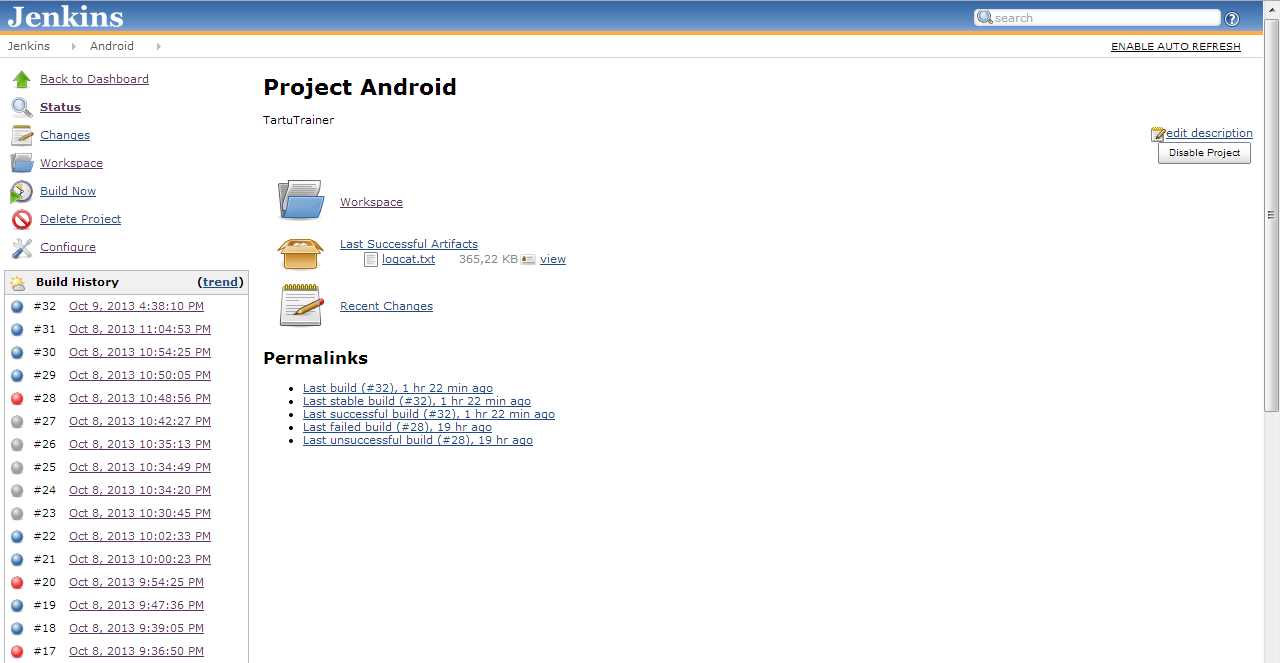 Jenkins
search
Jenkins Android
ENABLE AUTO REFRESH
Back to Dashboard
Status
Changes
Workspace
Build Now
Delete Project
Configure
Build History (trend)
#32 Oct 9, 2013 4:38:10 PM
#31 Oct 8, 2013 11:04:53 PM
#30 Oct 8, 2013 10:54:25 PM
#29 Oct 8, 2013 10:50:05 PM
#28 Oct 8, 2013 10:48:56 PM
#27 Oct 8, 2013 10:42:27 PM
#26 Oct 8, 2013 10:35:13 PM
#25 Oct 8, 2013 10:34:49 PM
#24 Oct 8, 2013 10:34:20 PM
#23 Oct 8, 2013 10:30:45 PM
#22 Oct 8, 2013 10:02:33 PM
#21 Oct 8, 2013 10:00:23 PM
#20 Oct 8, 2013 9:54:25 PM
#19 Oct 8, 2013 9:47:36 PM
#18 Oct 8, 2013 9:39:05 PM
#17 Oct 8, 2013 9:36:50 PM
Project Android
TartuTrainer
edit description
Disable Project
Workspace
Last Successful Artifacts
logcat.txt 365,22 KB view
Recent Changes
Permalinks
Last build (#32), 1 hr 22 min ago
Last stable build (#32), 1 hr 22 min ago
Last successful build (#32), 1 hr 22 min ago
Last failed build (#28), 19 hr ago
Last unsuccessful build (#28), 19 hr ago